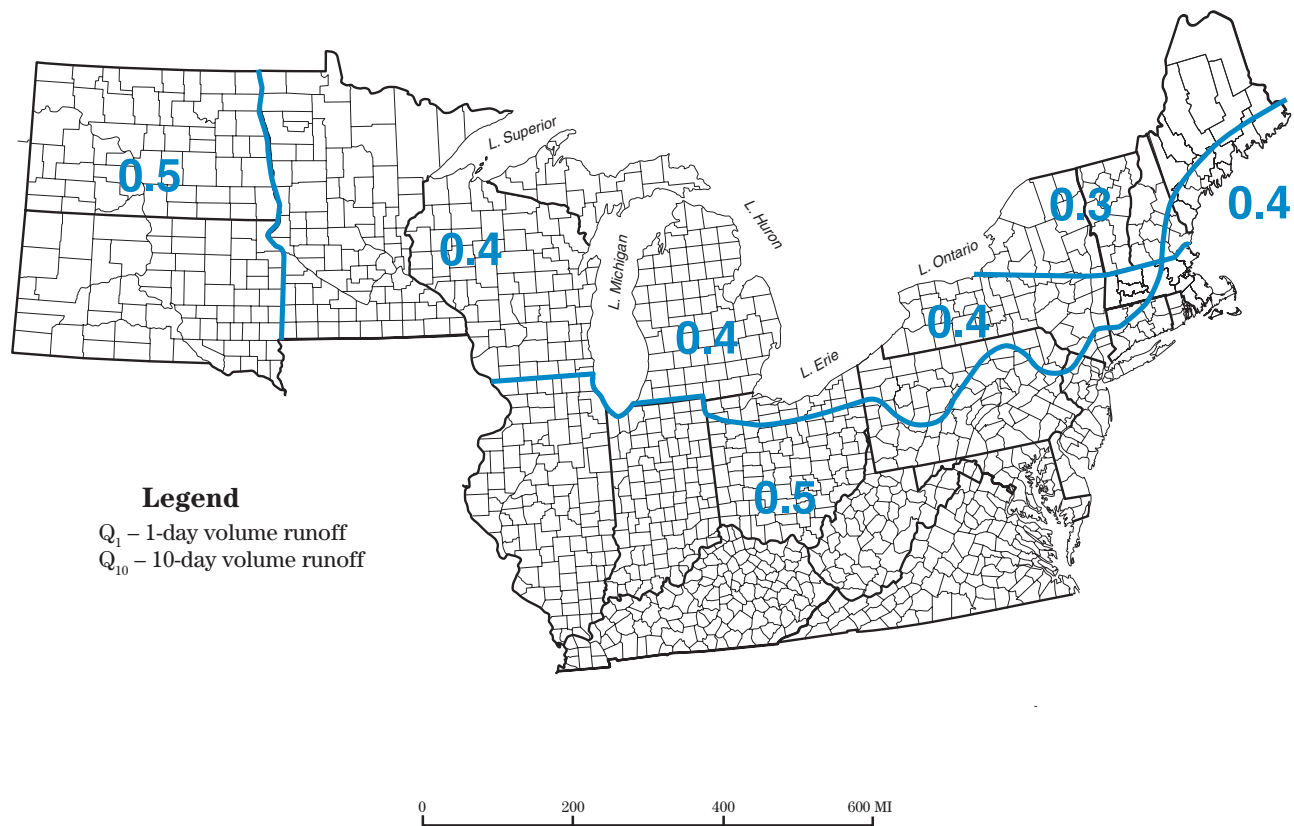 L. Superior
0.5
0.3
0.4
L. Huron
0.4
L. Michigan
L. Ontario
0.4
0.4
L. Erie
0.5
Legend
Q1 – 1-day volume runoff
Q10 – 10-day volume runoff
0 200 400 600 MI